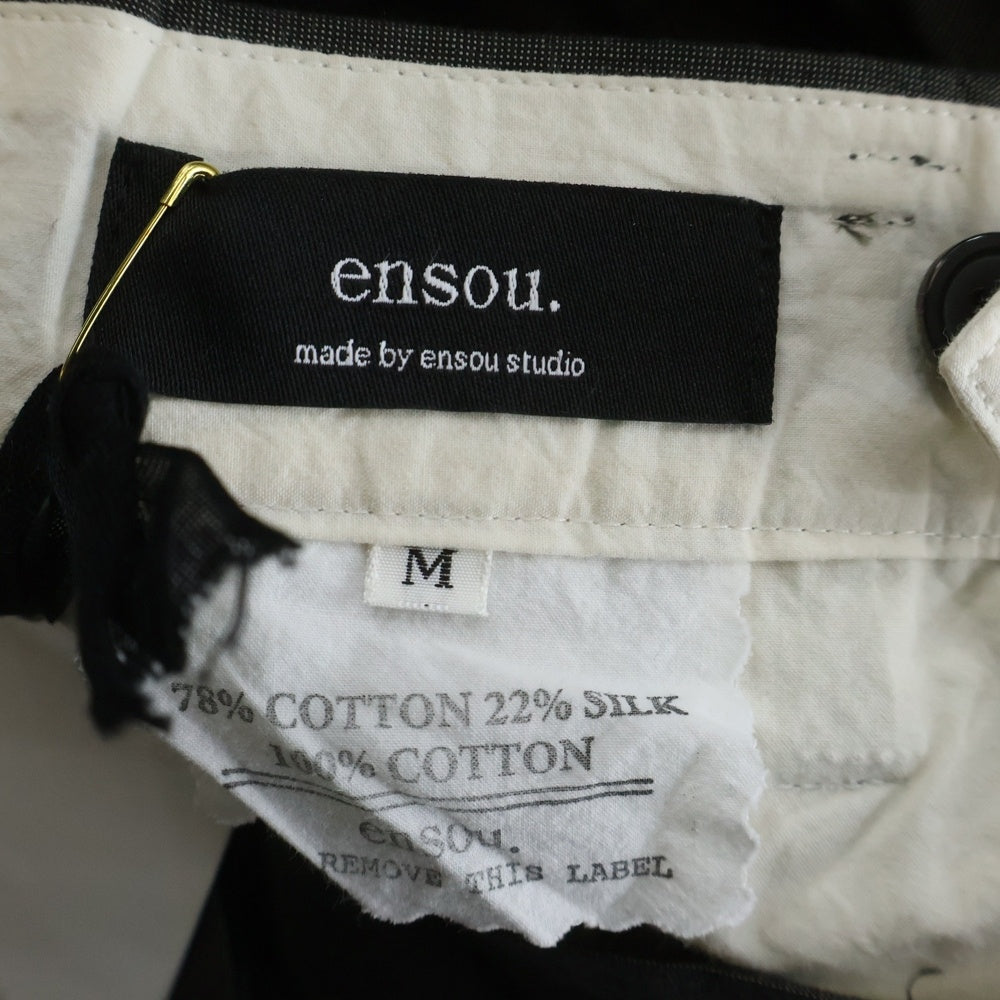 ensou.
made by ensou studio
M
78% COTTON 22% SILK
100% COTTON
ensou.
REMOVE THIS LABEL